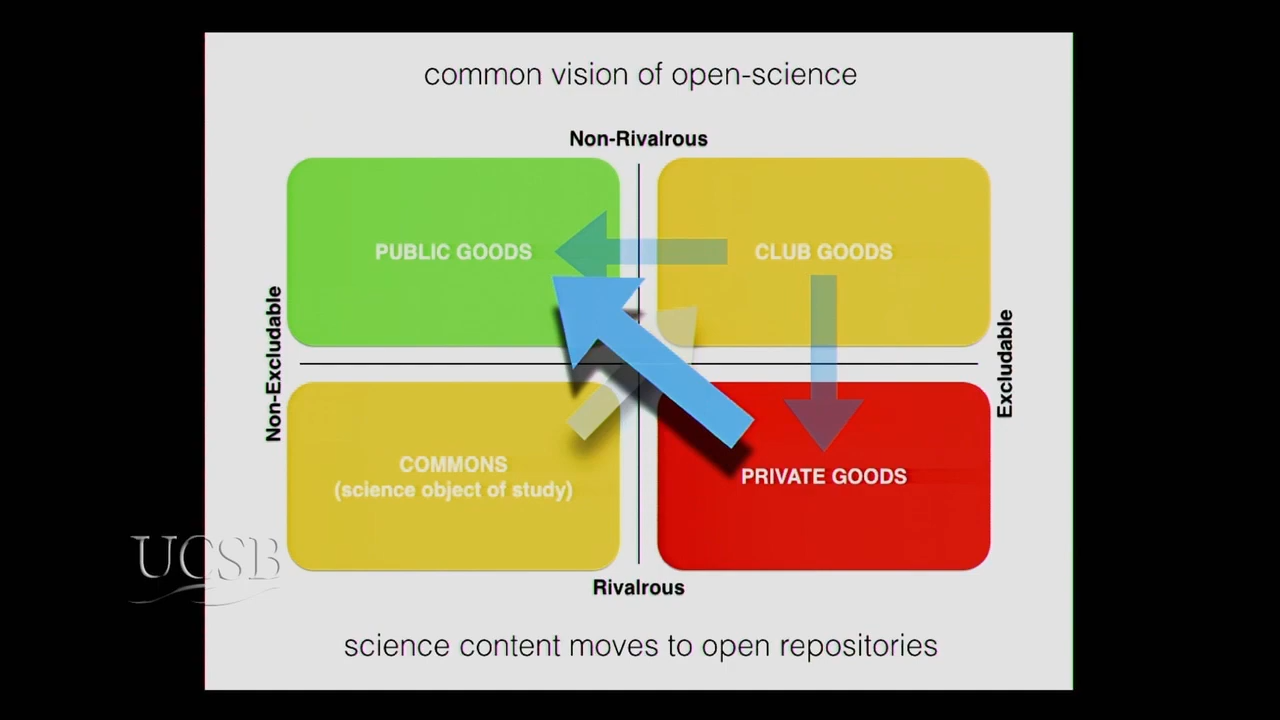 common vision of open-science
Non-Rivalrous
PUBLIC GOODS
CLUB GOODS
Non-Excludable
Excludable
COMMONS
(science object of study)
PRIVATE GOODS
UCSB
Rivalrous
science content moves to open repositories